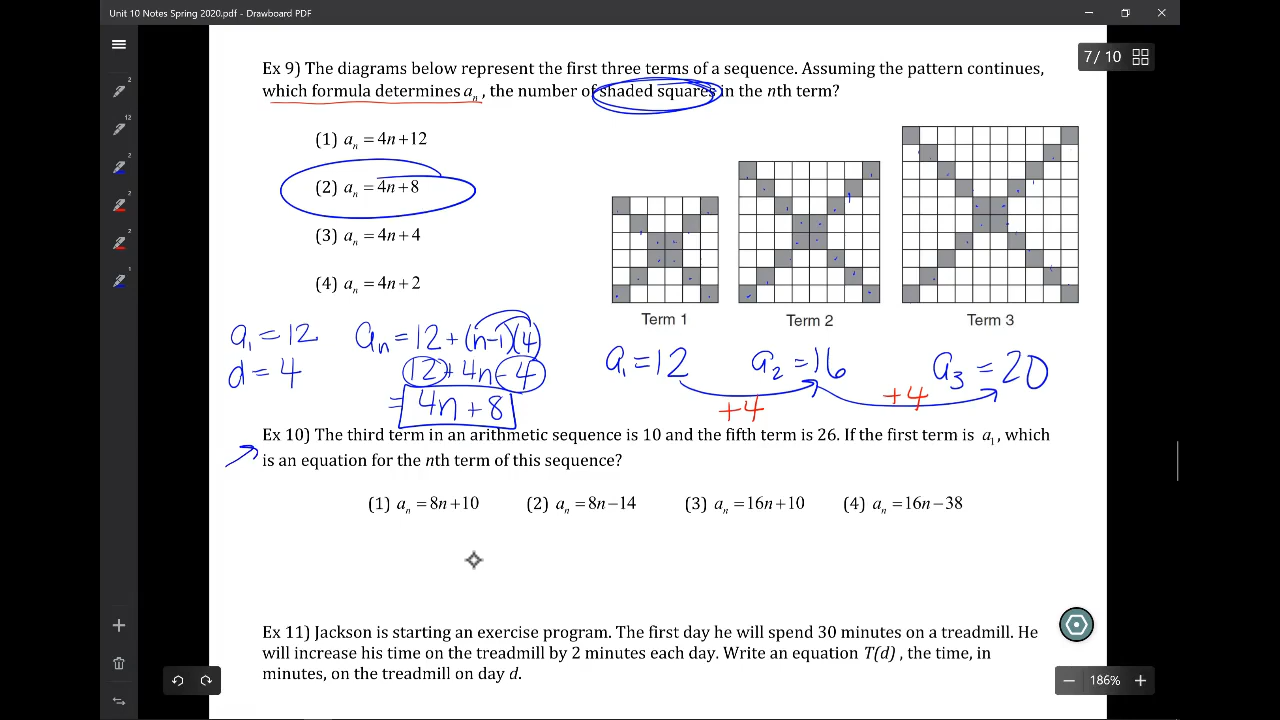 Unit 10 Notes Spring 2020.pdf - Drawboard PDF
7/10
Ex 9) The diagrams below represent the first three terms of a sequence. Assuming the pattern continues,
which formula determines aₙ, the number of shaded squares in the nth term?
(1) aₙ = 4n+12
(2) aₙ = 4n+8
(3) aₙ = 4n+4
(4) aₙ = 4n+2
Term 1 Term 2 Term 3
a₁ = 12 aₙ = 12 + (n-1)(4)
d = 4 12 + 4n - 4
= 4n + 8
a₁ = 12 a₂ = 16 a₃ = 20
+4 +4
Ex 10) The third term in an arithmetic sequence is 10 and the fifth term is 26. If the first term is a₁, which
is an equation for the nth term of this sequence?
(1) aₙ = 8n+10 (2) aₙ = 8n−14 (3) aₙ = 16n+10 (4) aₙ = 16n−38
Ex 11) Jackson is starting an exercise program. The first day he will spend 30 minutes on a treadmill. He
will increase his time on the treadmill by 2 minutes each day. Write an equation T(d) , the time, in
minutes, on the treadmill on day d.
186%
2
12
2
2
2
1